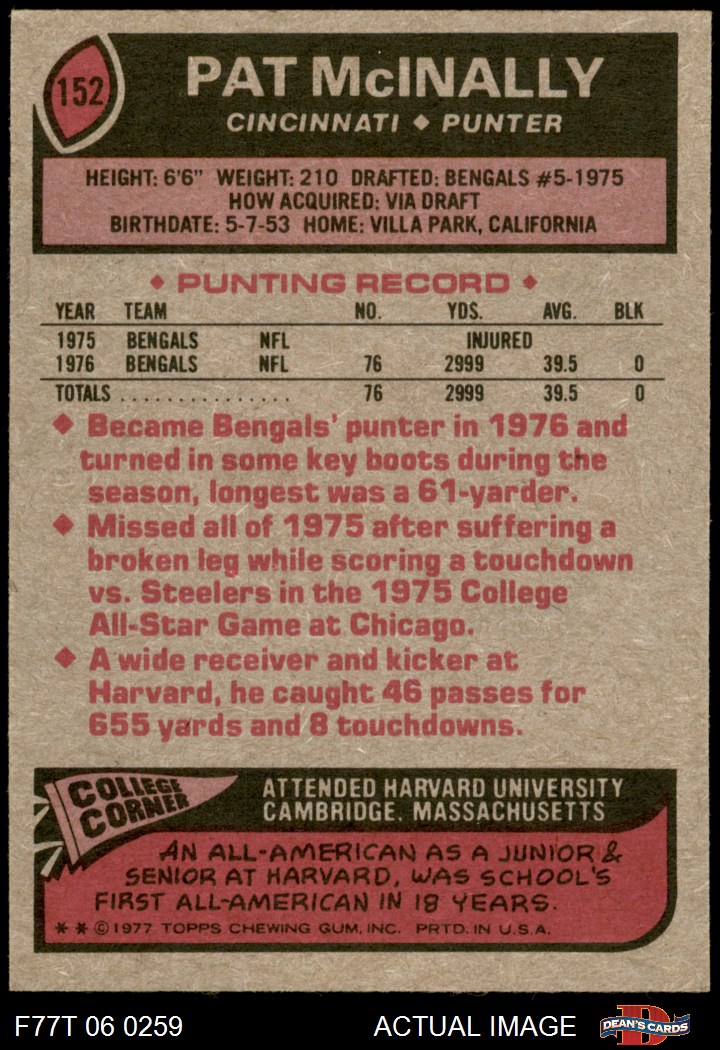 152
PAT McINALLY
CINCINNATI ◆ PUNTER
HEIGHT: 6'6" WEIGHT: 210 DRAFTED: BENGALS #5-1975
HOW ACQUIRED: VIA DRAFT
BIRTHDATE: 5-7-53 HOME: VILLA PARK, CALIFORNIA
◆ PUNTING RECORD ◆
YEAR TEAM NO. YDS. AVG. BLK
1975 BENGALS NFL INJURED
1976 BENGALS NFL 76 2999 39.5 0
TOTALS . . . . . . . . . . . . . . . 76 2999 39.5 0
◆ Became Bengals' punter in 1976 and
turned in some key boots during the
season, longest was a 61-yarder.
◆ Missed all of 1975 after suffering a
broken leg while scoring a touchdown
vs. Steelers in the 1975 College
All-Star Game at Chicago.
◆ A wide receiver and kicker at
Harvard, he caught 46 passes for
655 yards and 8 touchdowns.
COLLEGE
CORNER
ATTENDED HARVARD UNIVERSITY
CAMBRIDGE, MASSACHUSETTS
AN ALL-AMERICAN AS A JUNIOR &
SENIOR AT HARVARD, WAS SCHOOL'S
FIRST ALL-AMERICAN IN 18 YEARS.
* * © 1977 TOPPS CHEWING GUM, INC. PRTD. IN U.S.A.
F77T 06 0259 ACTUAL IMAGE
D
DEAN'S CARDS